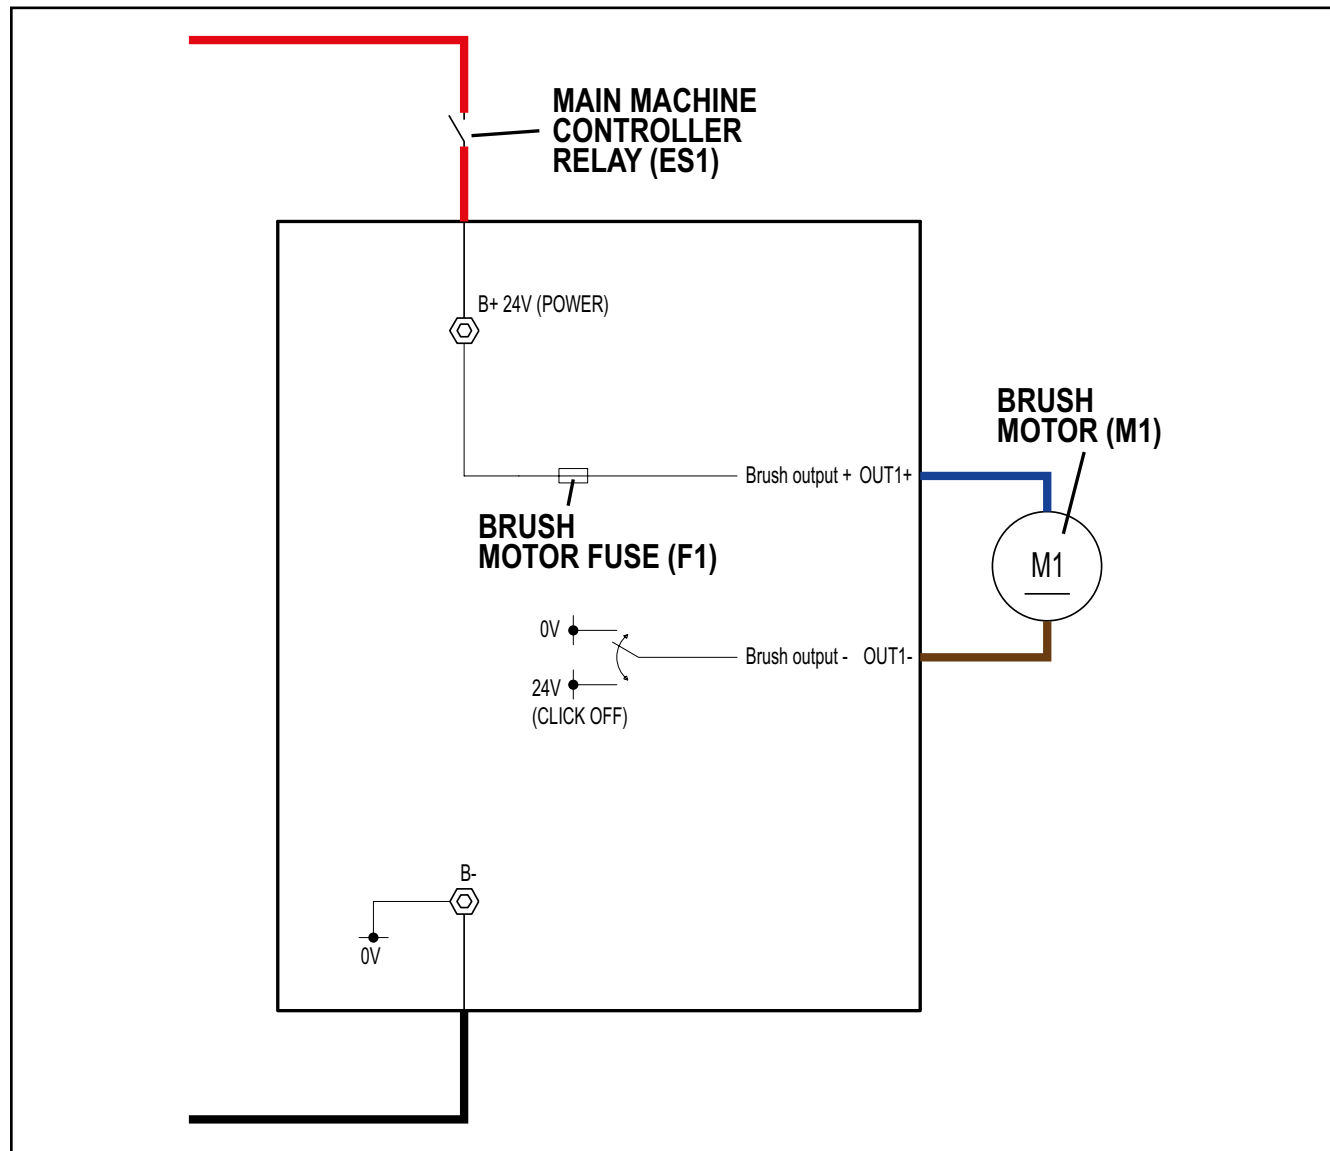 MAIN MACHINE
CONTROLLER
RELAY (ES1)
B+ 24V (POWER)
BRUSH
MOTOR (M1)
Brush output + OUT1+
BRUSH
MOTOR FUSE (F1)
M1
0V
Brush output - OUT1-
24V
(CLICK OFF)
B-
0V